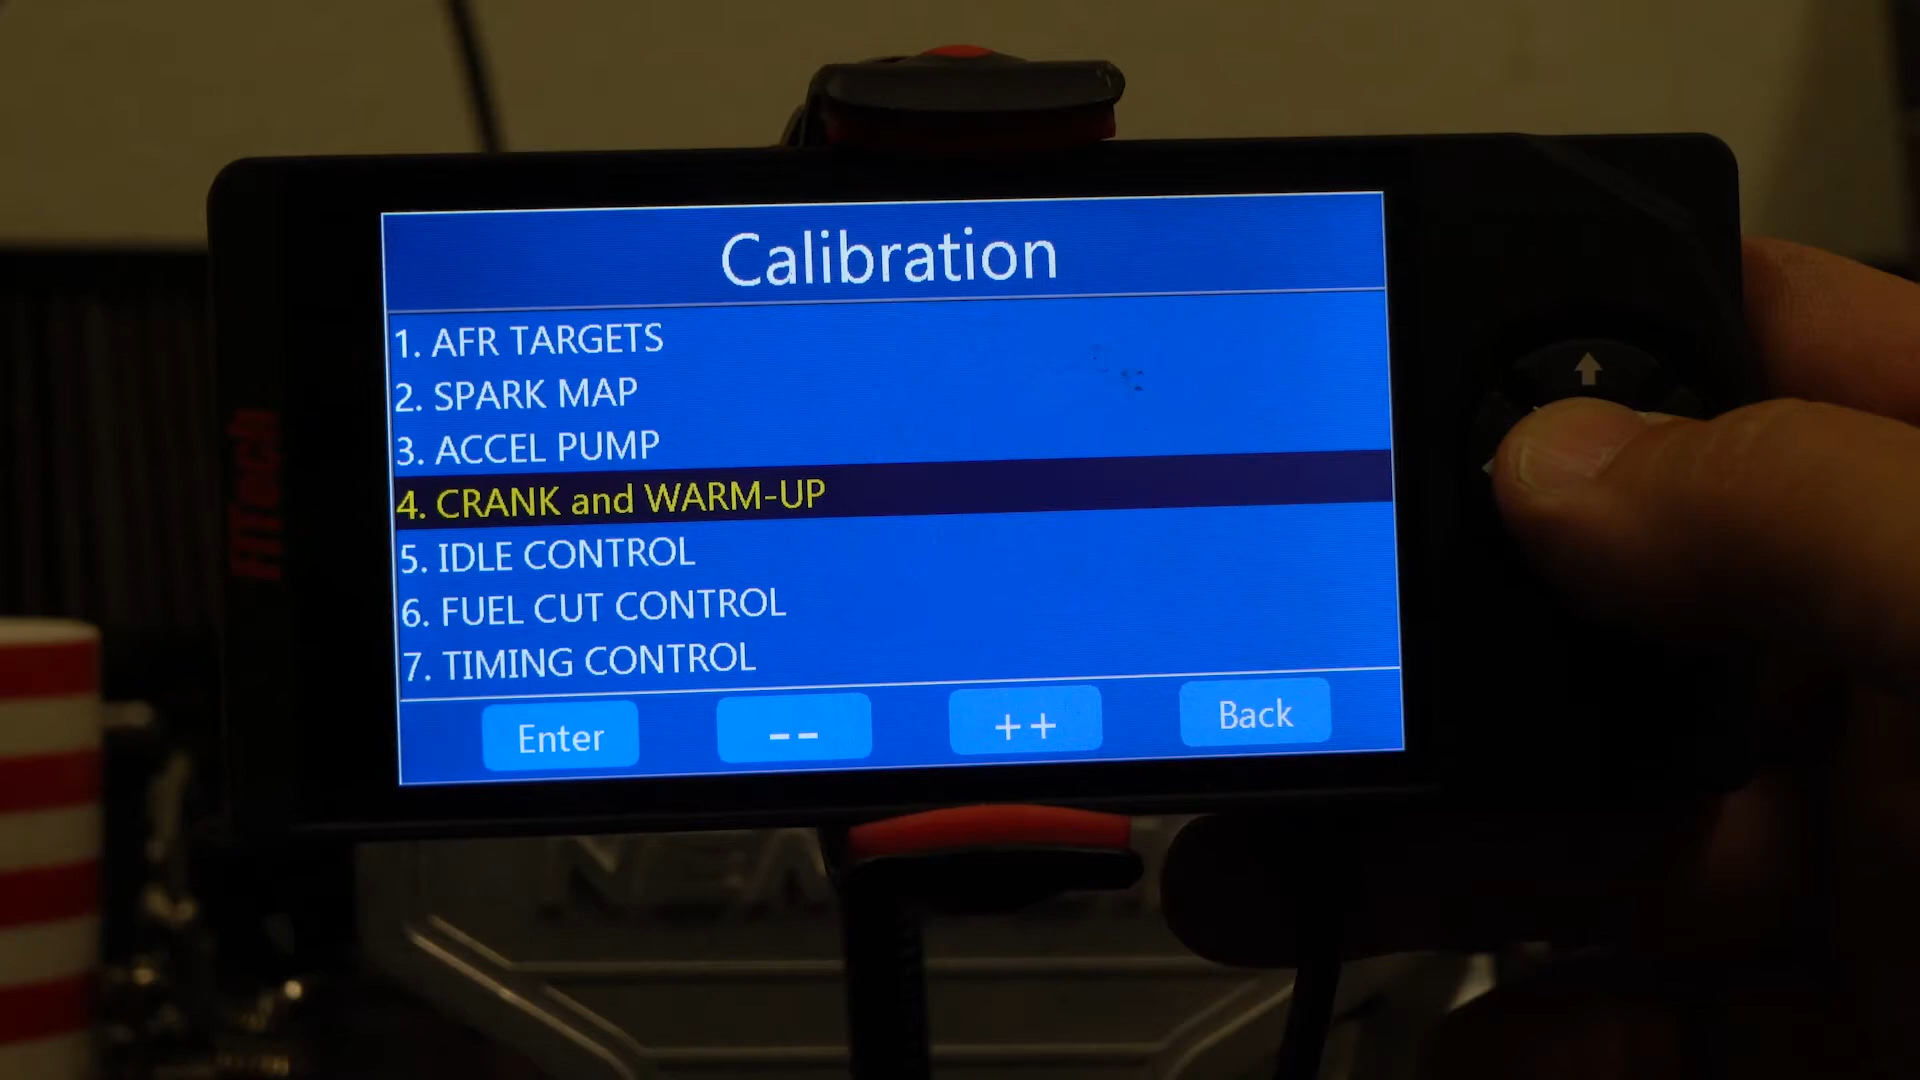 Calibration
1. AFR TARGETS
2. SPARK MAP
3. ACCEL PUMP
4. CRANK and WARM-UP
5. IDLE CONTROL
6. FUEL CUT CONTROL
7. TIMING CONTROL
Enter
--
++
Back
FiTech